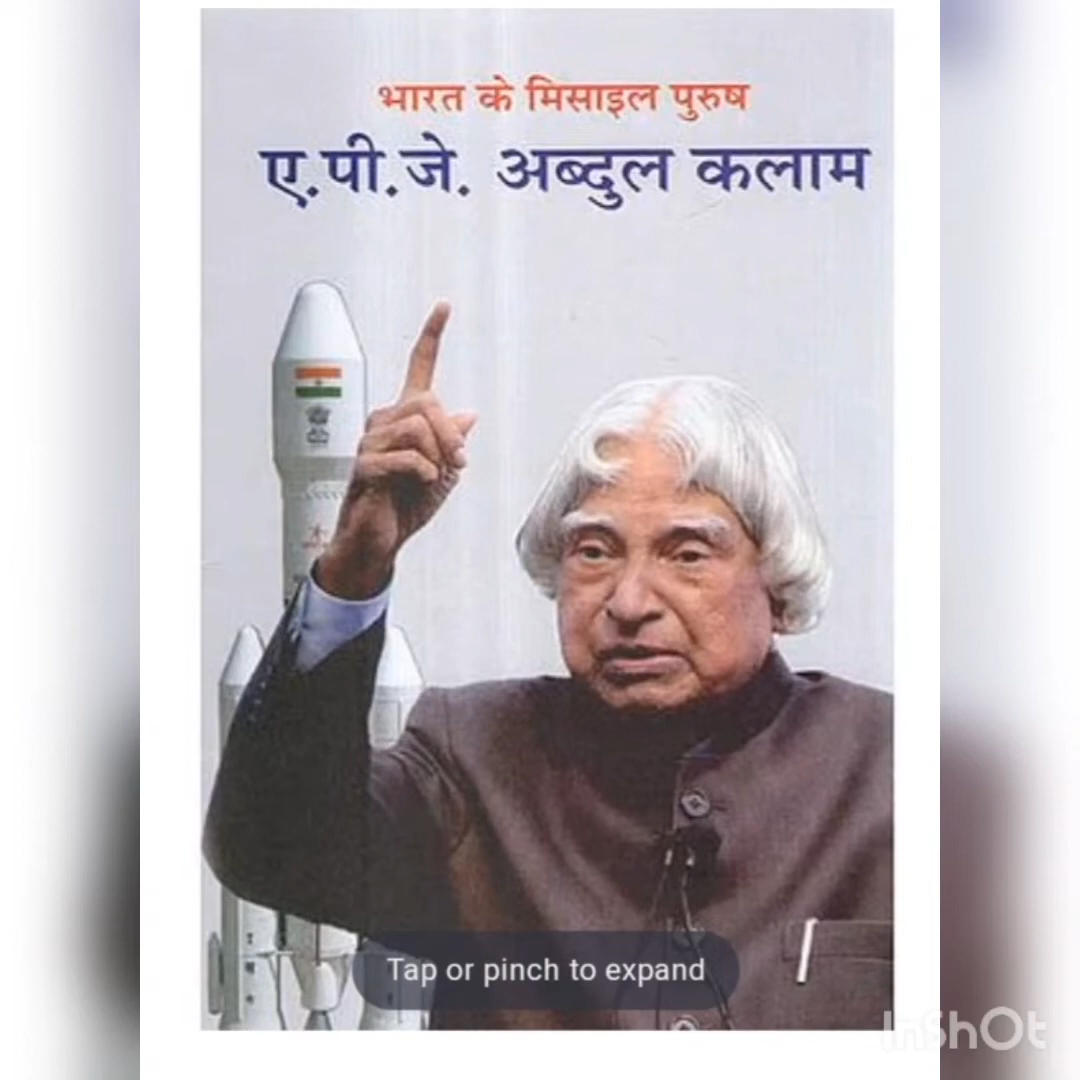 भारत के मिसाइल पुरुष
ए.पी.जे. अब्दुल कलाम
Tap or pinch to expand
InShOt